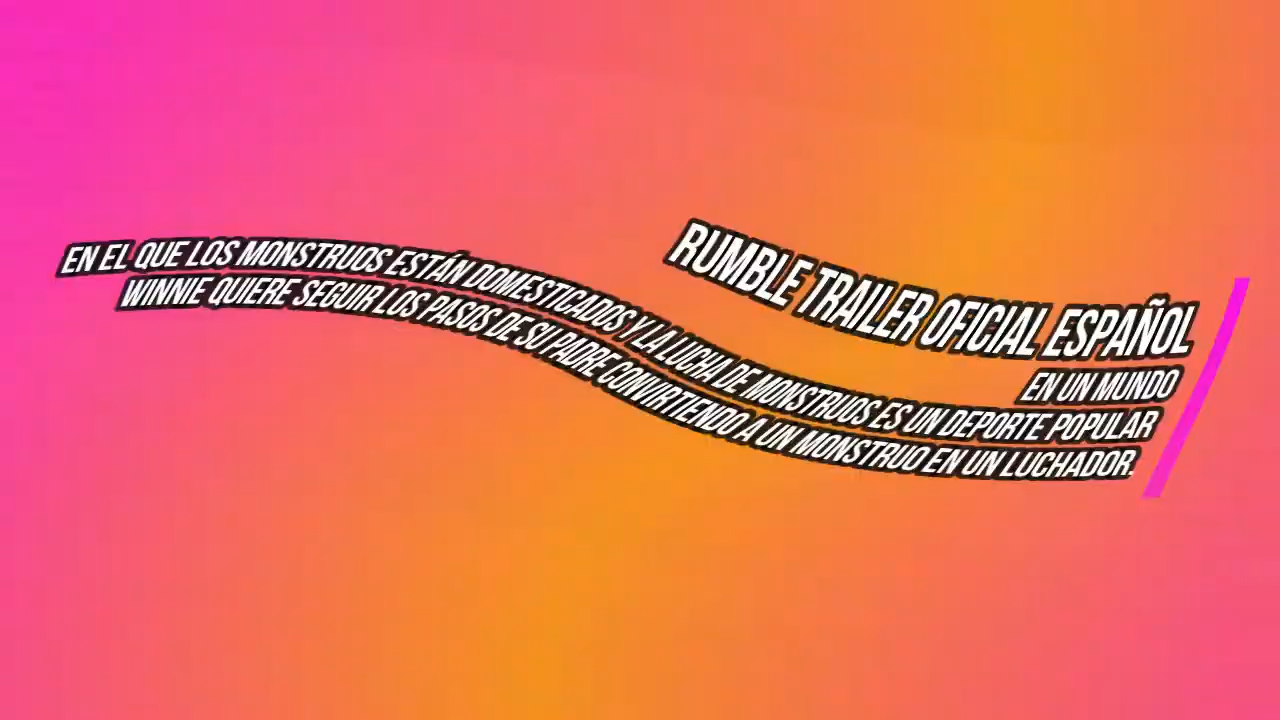 RUMBLE TRAILER OFICIAL ESPAÑOL
EN UN MUNDO
EN EL QUE LOS MONSTRUOS ESTÁN DOMESTICADOS Y LA LUCHA DE MONSTRUOS ES UN DEPORTE POPULAR
WINNIE QUIERE SEGUIR LOS PASOS DE SU PADRE CONVIRTIENDO A UN MONSTRUO EN UN LUCHADOR.